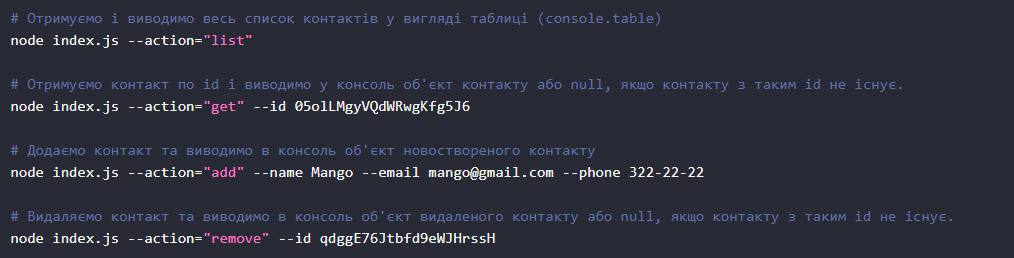 # Отримуємо і виводимо весь список контактів у вигляді таблиці (console.table)
node index.js --action="list"
# Отримуємо контакт по id і виводимо у консоль об'єкт контакту або null, якщо контакту з таким id не існує.
node index.js --action="get" --id 05olLMgyVQdWRwgKfg5J6
# Додаємо контакт та виводимо в консоль об'єкт новоствореного контакту
node index.js --action="add" --name Mango --email mango@gmail.com --phone 322-22-22
# Видаляємо контакт та виводимо в консоль об'єкт видаленого контакту або null, якщо контакту з таким id не існує.
node index.js --action="remove" --id qdggE76Jtbfd9eWJHrssH